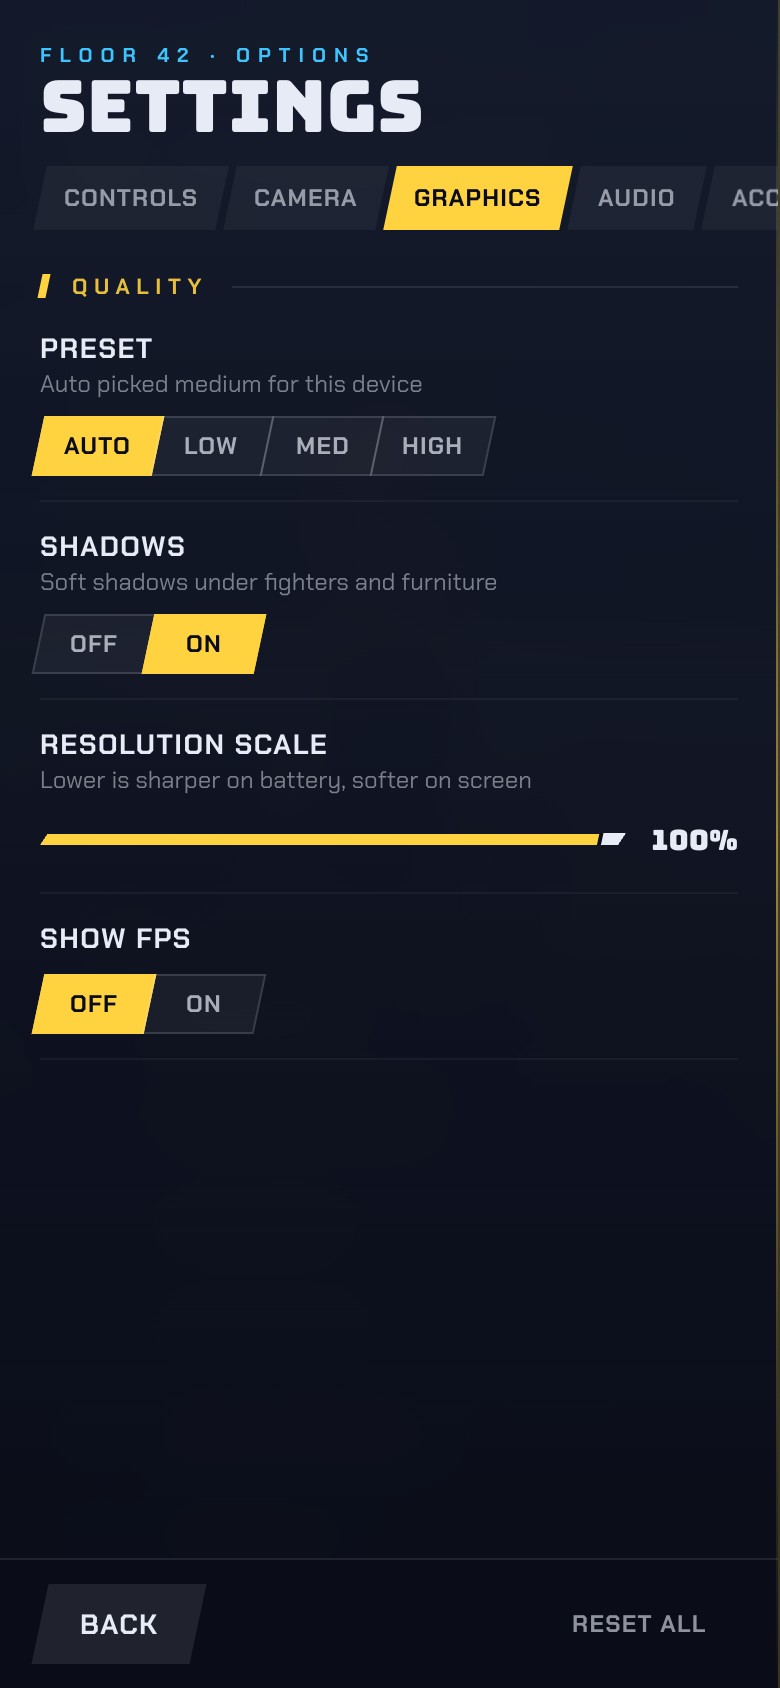 FLOOR 42 · OPTIONS
SETTINGS
CONTROLS CAMERA GRAPHICS AUDIO ACC
QUALITY
PRESET
Auto picked medium for this device
AUTO LOW MED HIGH
SHADOWS
Soft shadows under fighters and furniture
OFF ON
RESOLUTION SCALE
Lower is sharper on battery, softer on screen
100%
SHOW FPS
OFF ON
BACK RESET ALL